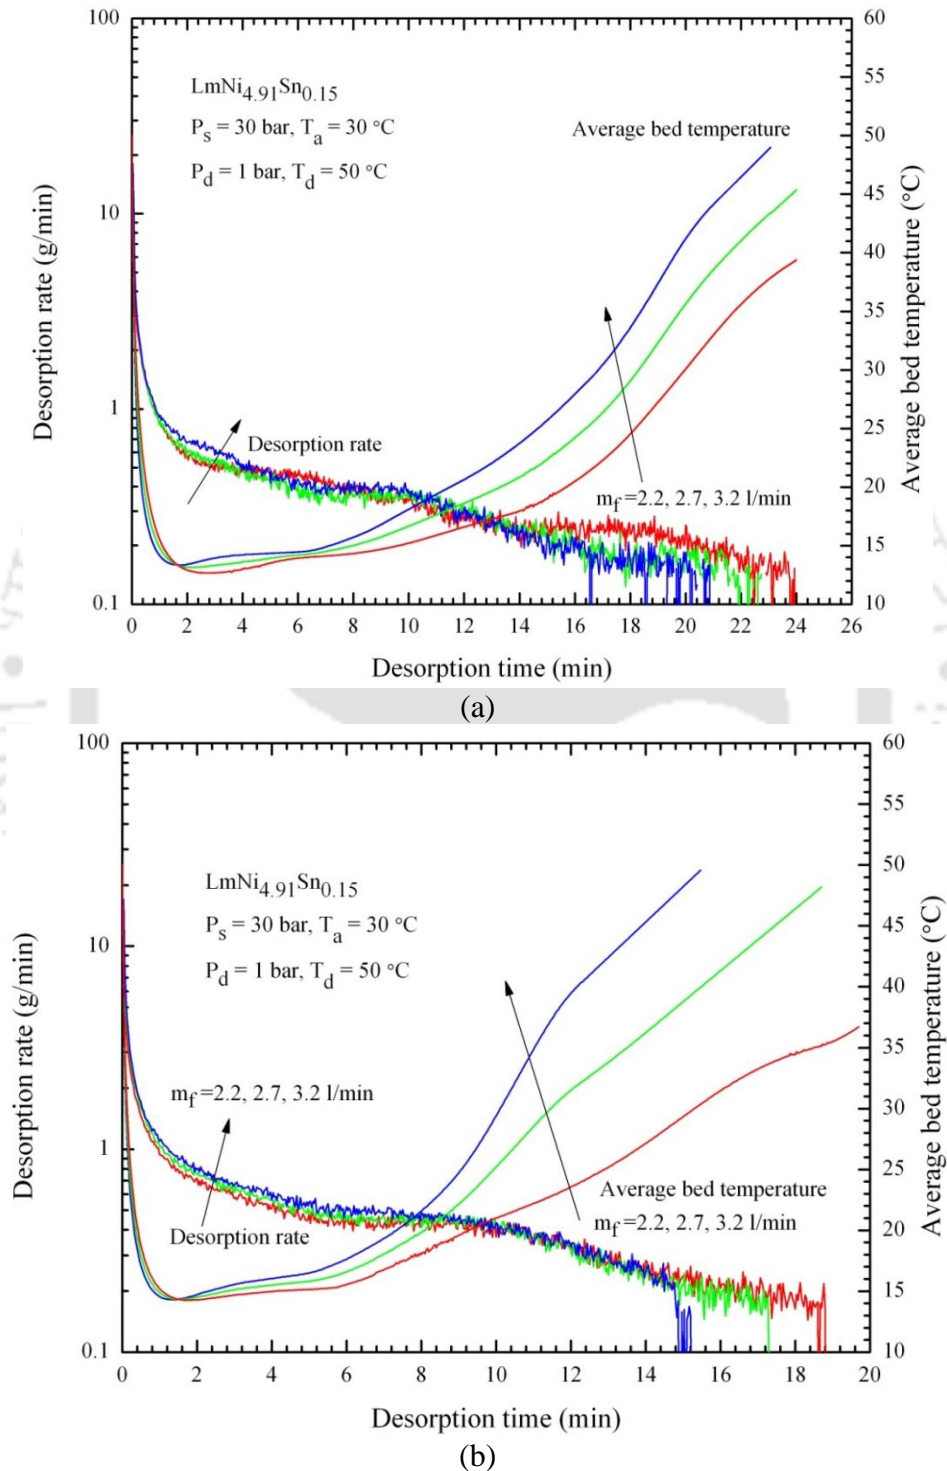 100
60
LmNi4.91Sn0.15
Ps = 30 bar, Ta = 30 °C
Pd = 1 bar, Td = 50 °C
Average bed temperature
Desorption rate
mf=2.2, 2.7, 3.2 l/min
Desorption rate (g/min)
10
1
0.1
Average bed temperature (°C)
55
50
45
40
35
30
25
20
15
10
0 2 4 6 8 10 12 14 16 18 20 22 24 26
Desorption time (min)
(a)
100
60
LmNi4.91Sn0.15
Ps = 30 bar, Ta = 30 °C
Pd = 1 bar, Td = 50 °C
mf=2.2, 2.7, 3.2 l/min
Desorption rate
Average bed temperature
mf=2.2, 2.7, 3.2 l/min
Desorption rate (g/min)
10
1
0.1
Average bed temperature (°C)
50
40
30
20
10
0 2 4 6 8 10 12 14 16 18 20
Desorption time (min)
(b)